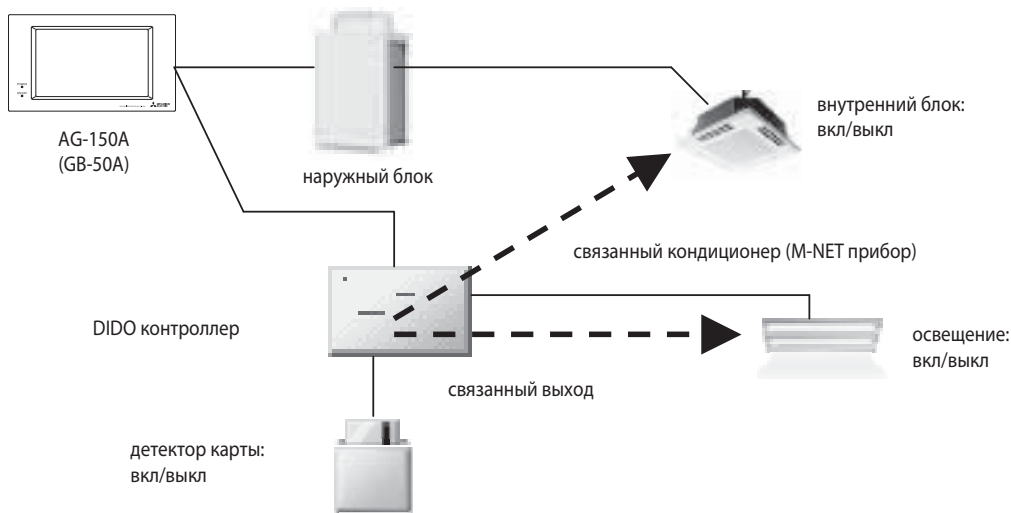 AG-150A
(GB-50A)
наружный блок
внутренний блок:
вкл/выкл
связанный кондиционер (M-NET прибор)
DIDO контроллер
освещение:
вкл/выкл
связанный выход
детектор карты:
вкл/выкл